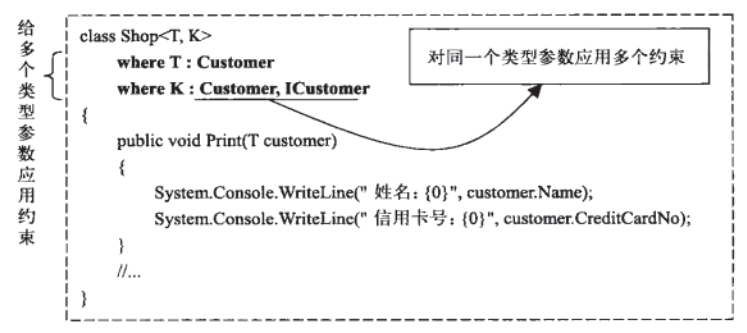 给多个类型参数应用约束
class Shop<T, K>
where T : Customer
where K : Customer, ICustomer
对同一个类型参数应用多个约束
{
public void Print(T customer)
{
System.Console.WriteLine(" 姓名：{0}", customer.Name);
System.Console.WriteLine(" 信用卡号：{0}", customer.CreditCardNo);
}
//...
}